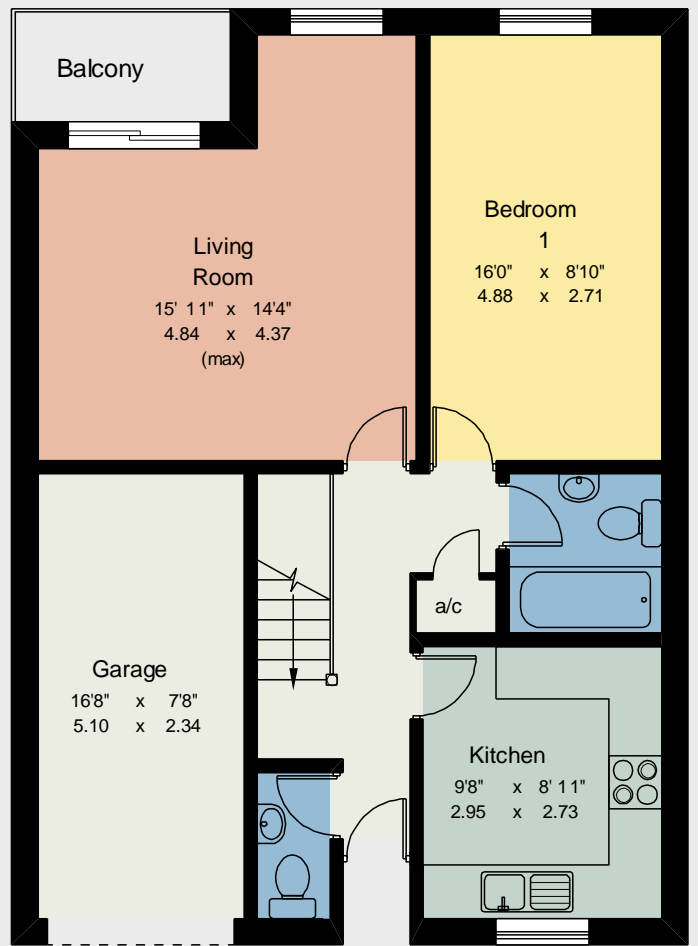 Balcony
Living
Room
15' 11" x 14'4"
4.84 x 4.37
(max)
Bedroom
1
16'0" x 8'10"
4.88 x 2.71
a/c
Garage
16'8" x 7'8"
5.10 x 2.34
Kitchen
9'8" x 8' 11"
2.95 x 2.73